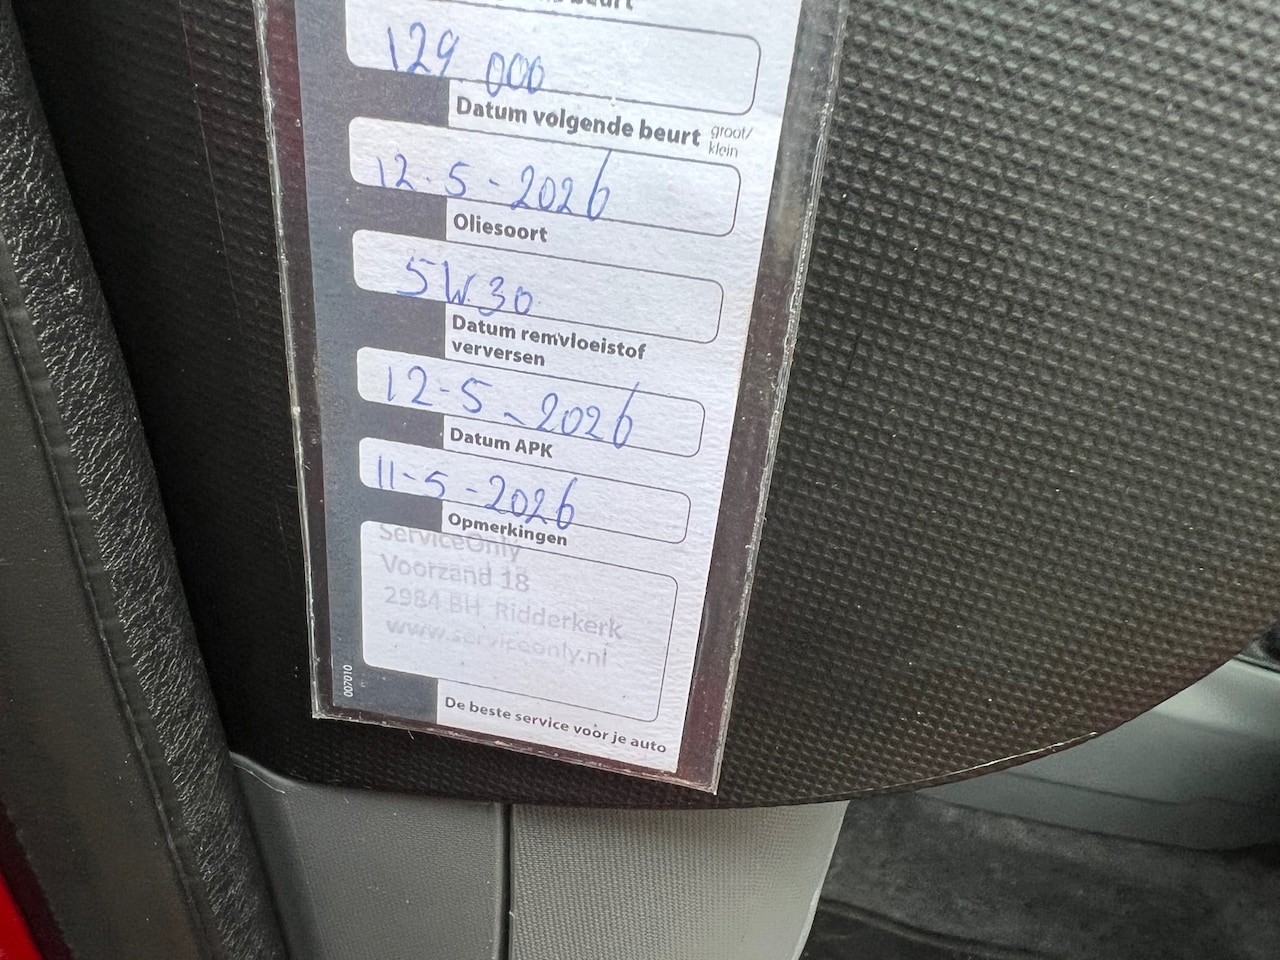 beurt
129 000
Datum volgende beurt groot/
klein
12-5-2026
Oliesoort
5W30
Datum remvloeistof
verversen
12-5-2026
Datum APK
11-5-2026
Opmerkingen
ServiceOnly
Voorzand 18
2984 BH Ridderkerk
www.serviceonly.nl
007010
De beste service voor je auto